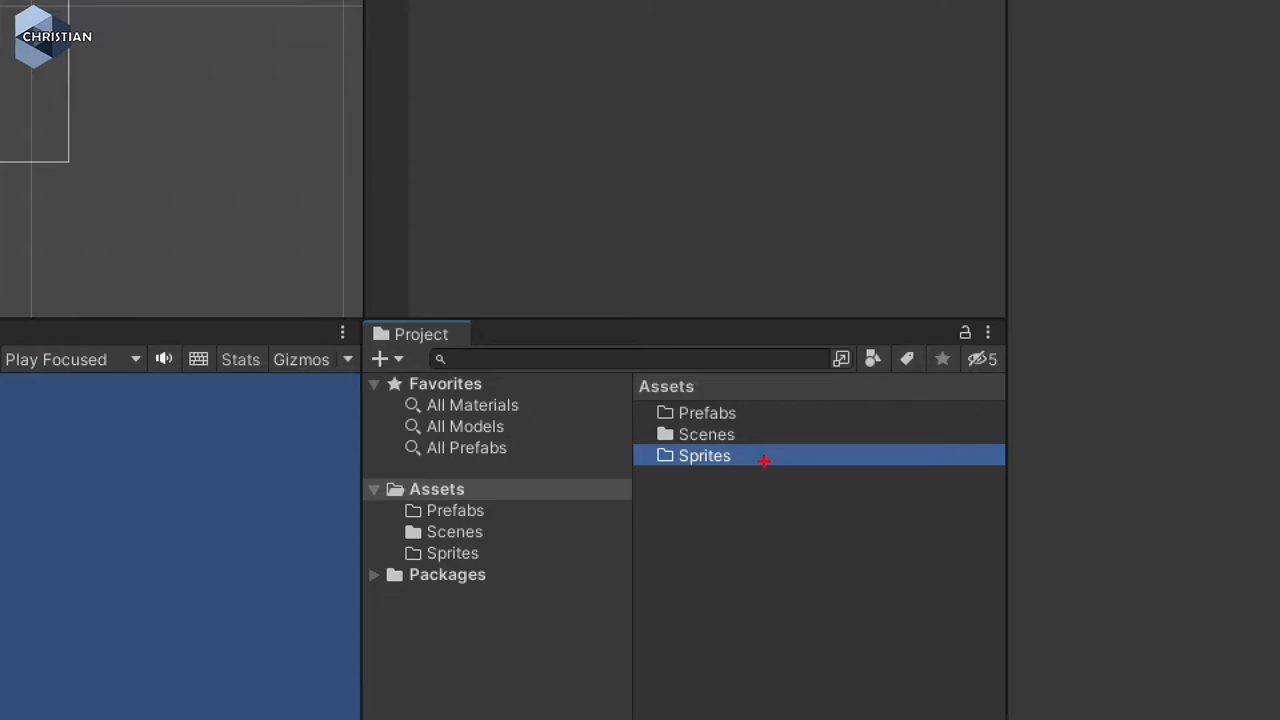 CHRISTIAN
Project
Play Focused
Stats
Gizmos
5
Favorites
All Materials
All Models
All Prefabs
Assets
Prefabs
Scenes
Sprites
Packages
Assets
Prefabs
Scenes
Sprites